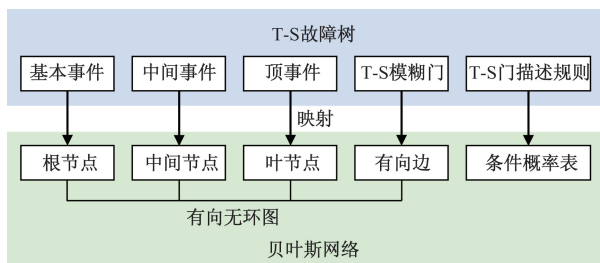 T-S故障树
基本事件 中间事件 顶事件 T-S模糊门 T-S门描述规则
映射
根节点 中间节点 叶节点 有向边 条件概率表
有向无环图
贝叶斯网络